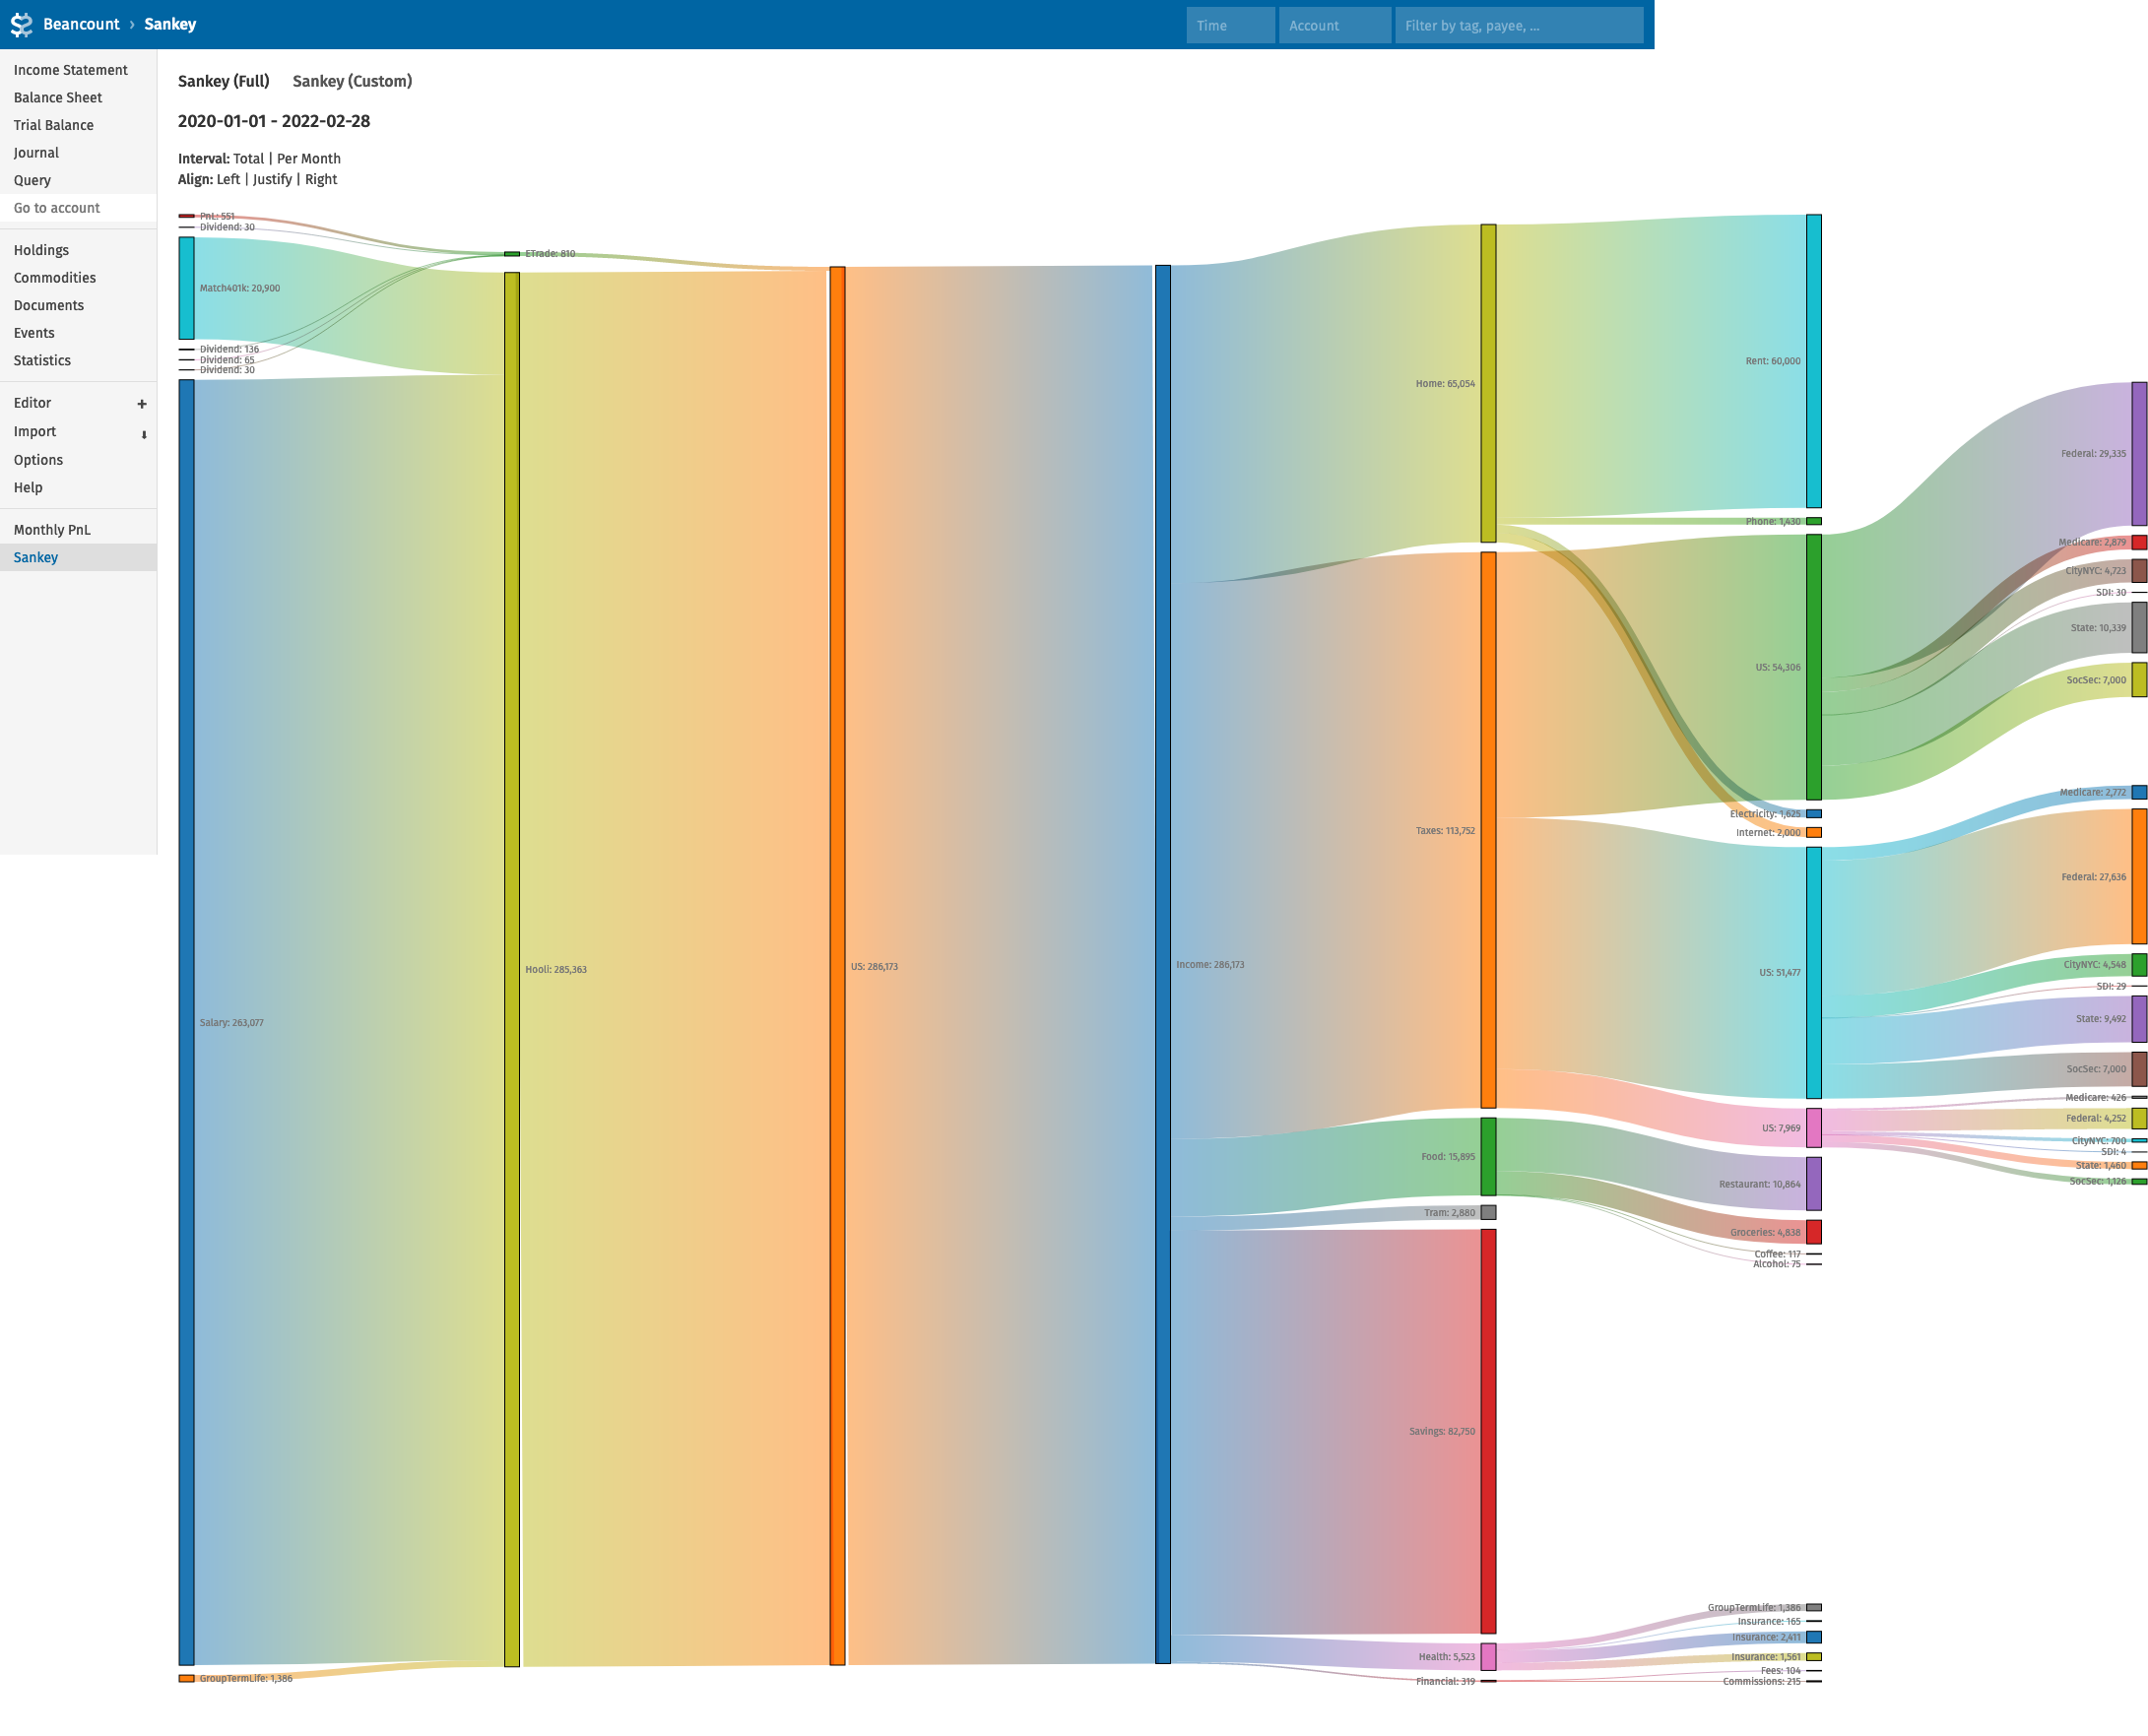 Beancount › Sankey
Time
Account
Filter by tag, payee, ...
Income Statement
Balance Sheet
Trial Balance
Journal
Query
Go to account
Holdings
Commodities
Documents
Events
Statistics
Editor +
Import
Options
Help
Monthly PnL
Sankey
Sankey (Full) Sankey (Custom)
2020-01-01 - 2022-02-28
Interval: Total | Per Month
Align: Left | Justify | Right
PnL: 551
Dividend: 30
Match401k: 20,900
Dividend: 136
Dividend: 65
Dividend: 30
Salary: 263,077
GroupTermLife: 1,386
ETrade: 810
Hooli: 285,363
US: 286,173
Income: 286,173
Home: 65,054
Taxes: 113,752
Food: 15,895
Tram: 2,880
Savings: 82,750
Health: 5,523
Financial: 319
Rent: 60,000
Phone: 1,430
US: 54,306
Electricity: 1,625
Internet: 2,000
US: 51,477
US: 7,969
Restaurant: 10,864
Groceries: 4,838
Coffee: 117
Alcohol: 75
GroupTermLife: 1,386
Insurance: 165
Insurance: 2,411
Insurance: 1,561
Fees: 104
Commissions: 215
Federal: 29,335
Medicare: 2,879
CityNYC: 4,723
SDI: 30
State: 10,339
SocSec: 7,000
Medicare: 2,772
Federal: 27,636
CityNYC: 4,548
SDI: 29
State: 9,492
SocSec: 7,000
Medicare: 426
Federal: 4,252
CityNYC: 700
SDI: 4
State: 1,460
SocSec: 1,126